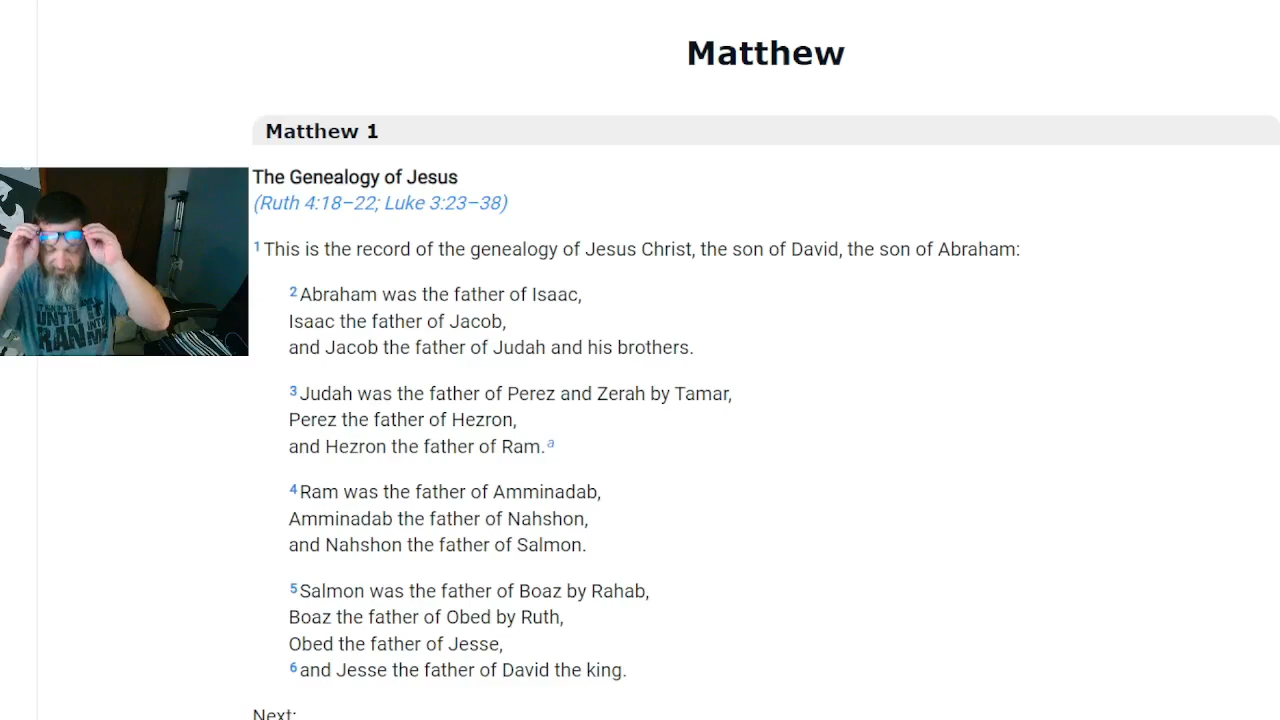 Matthew
Matthew 1
The Genealogy of Jesus
(Ruth 4:18–22; Luke 3:23–38)
1 This is the record of the genealogy of Jesus Christ, the son of David, the son of Abraham:
2 Abraham was the father of Isaac,
Isaac the father of Jacob,
and Jacob the father of Judah and his brothers.
3 Judah was the father of Perez and Zerah by Tamar,
Perez the father of Hezron,
and Hezron the father of Ram. a
4 Ram was the father of Amminadab,
Amminadab the father of Nahshon,
and Nahshon the father of Salmon.
5 Salmon was the father of Boaz by Rahab,
Boaz the father of Obed by Ruth,
Obed the father of Jesse,
6 and Jesse the father of David the king.
Next:
UNTIL IT
RAN INTO
ME